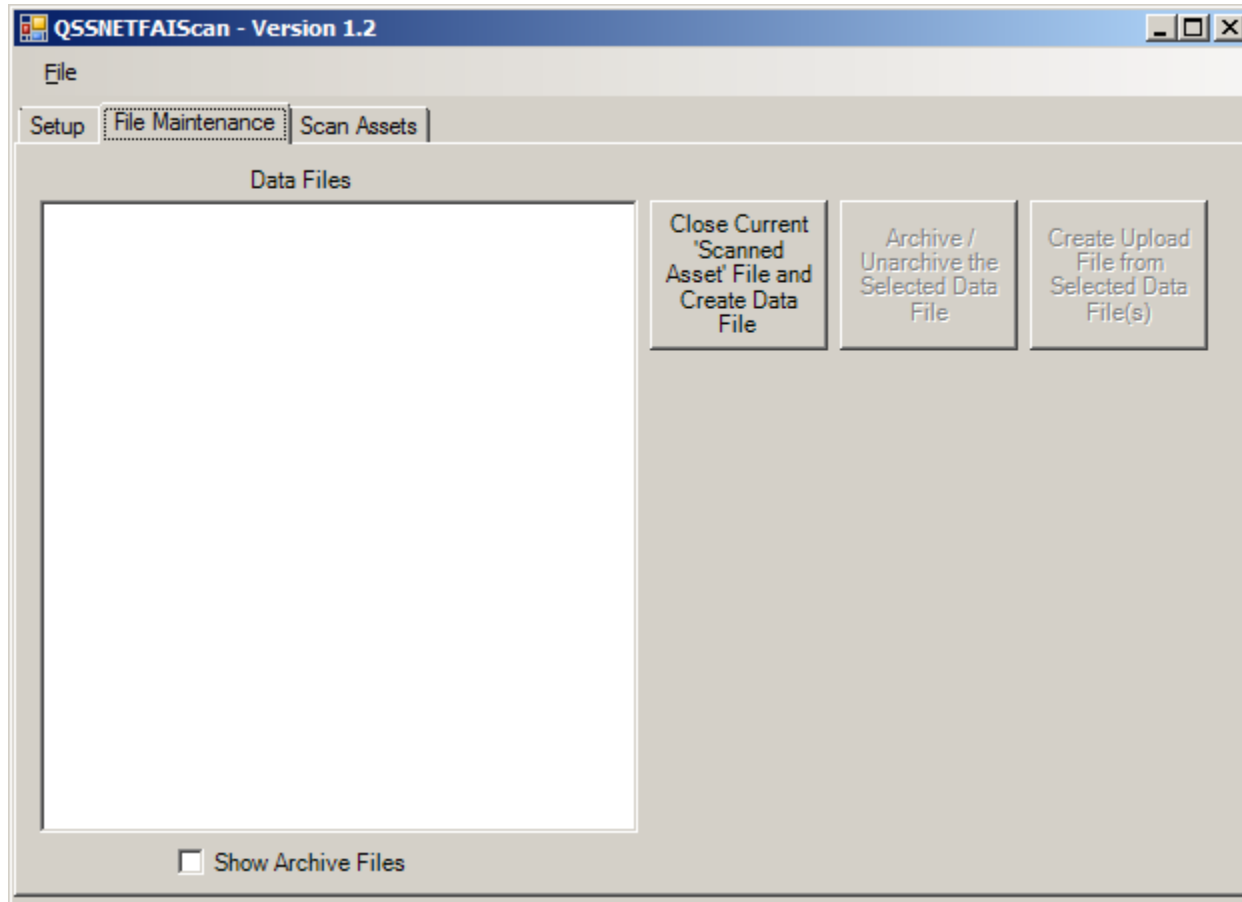 QSSNETFAIScan - Version 1.2
File
Setup
File Maintenance
Scan Assets
Data Files
Close Current
'Scanned
Asset' File and
Create Data
File
Archive /
Unarchive the
Selected Data
File
Create Upload
File from
Selected Data
File(s)
Show Archive Files